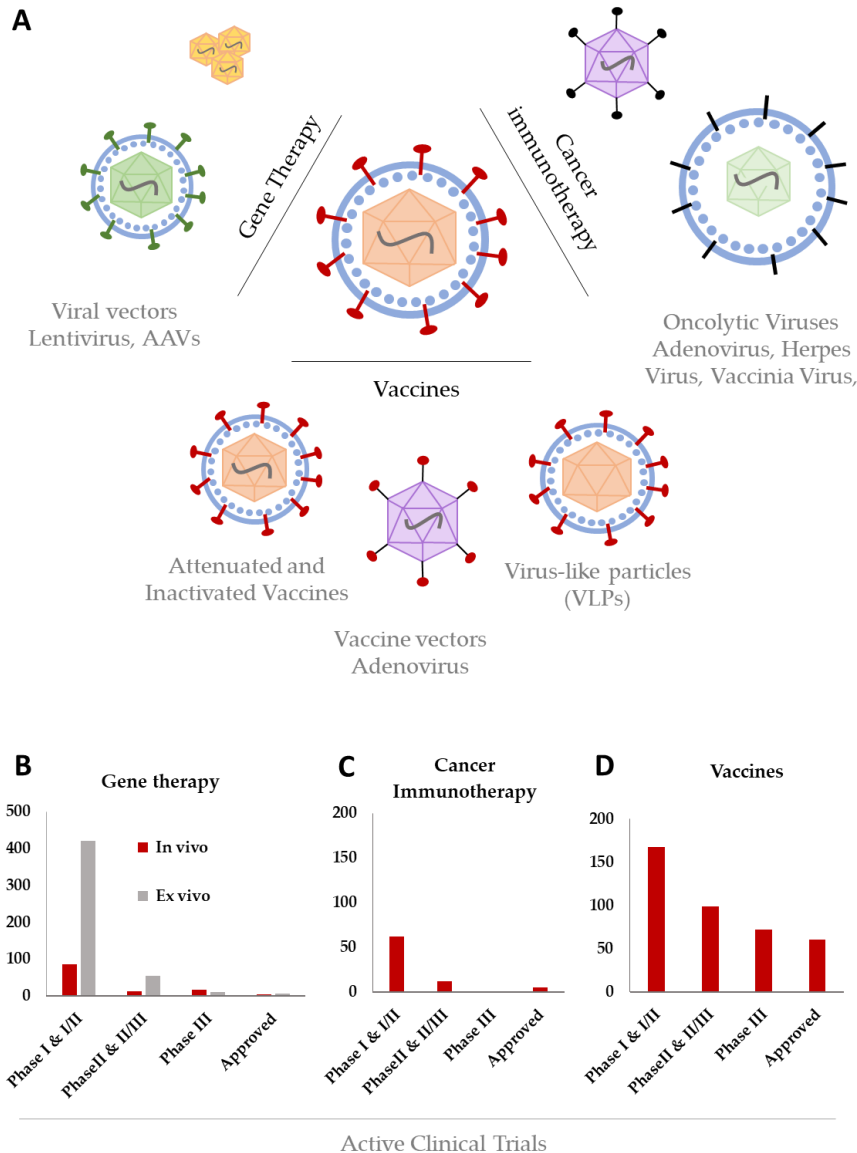 A
Gene Therapy
Cancer
immunotherapy
Viral vectors
Lentivirus, AAVs
Oncolytic Viruses
Adenovirus, Herpes
Virus, Vaccinia Virus,
Vaccines
Attenuated and
Inactivated Vaccines
Virus-like particles
(VLPs)
Vaccine vectors
Adenovirus
B
Gene therapy
500
400
300
200
100
0
In vivo
Ex vivo
Phase I & I/II
PhaseII & II/III
Phase III
Approved
C
Cancer
Immunotherapy
200
150
100
50
0
Phase I & I/II
PhaseII & II/III
Phase III
Approved
D
Vaccines
200
150
100
50
0
Phase I & I/II
PhaseII & II/III
Phase III
Approved
Active Clinical Trials